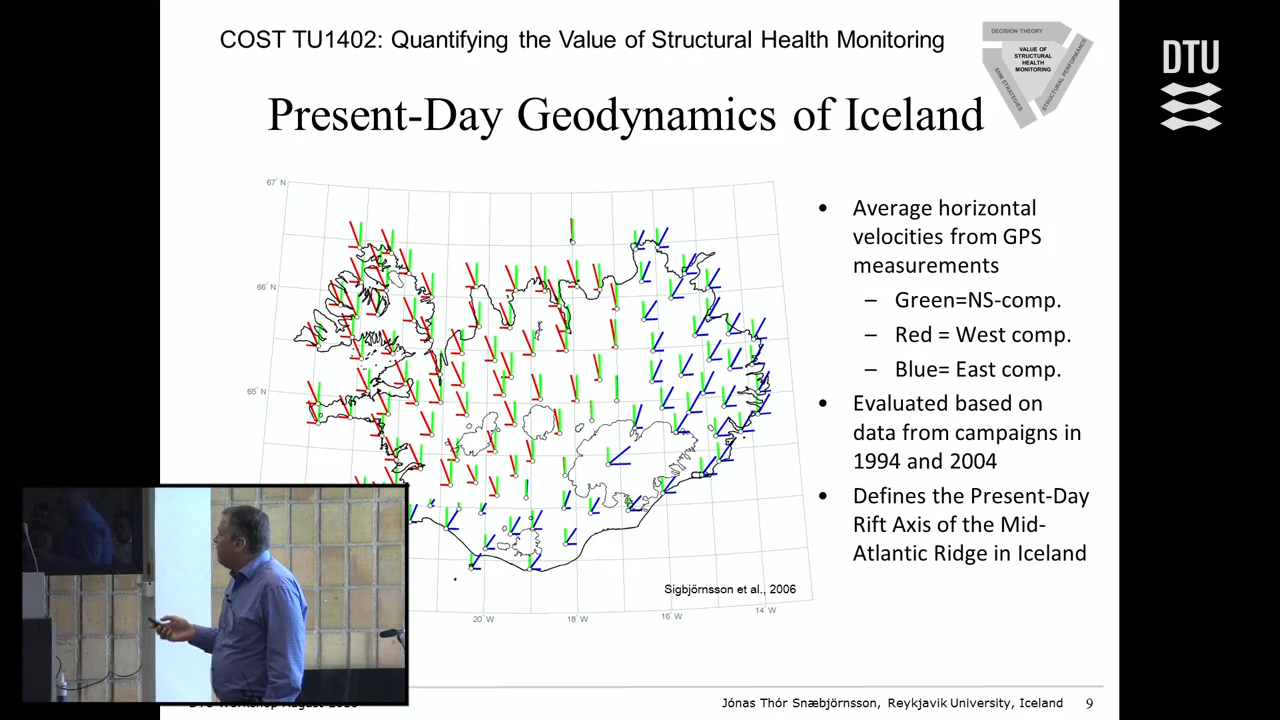 COST TU1402: Quantifying the Value of Structural Health Monitoring
DECISION THEORY
VALUE OF
STRUCTURAL
HEALTH
MONITORING
SHM STRATEGIES
STRUCTURAL PERFORMANCE
DTU
Present-Day Geodynamics of Iceland
67° N
66° N
65° N
20° W
18° W
16° W
14° W
Sigbjörnsson et al., 2006
• Average horizontal
velocities from GPS
measurements
– Green=NS-comp.
– Red = West comp.
– Blue= East comp.
• Evaluated based on
data from campaigns in
1994 and 2004
• Defines the Present-Day
Rift Axis of the Mid-
Atlantic Ridge in Iceland
Jónas Thór Snæbjörnsson, Reykjavik University, Iceland
9